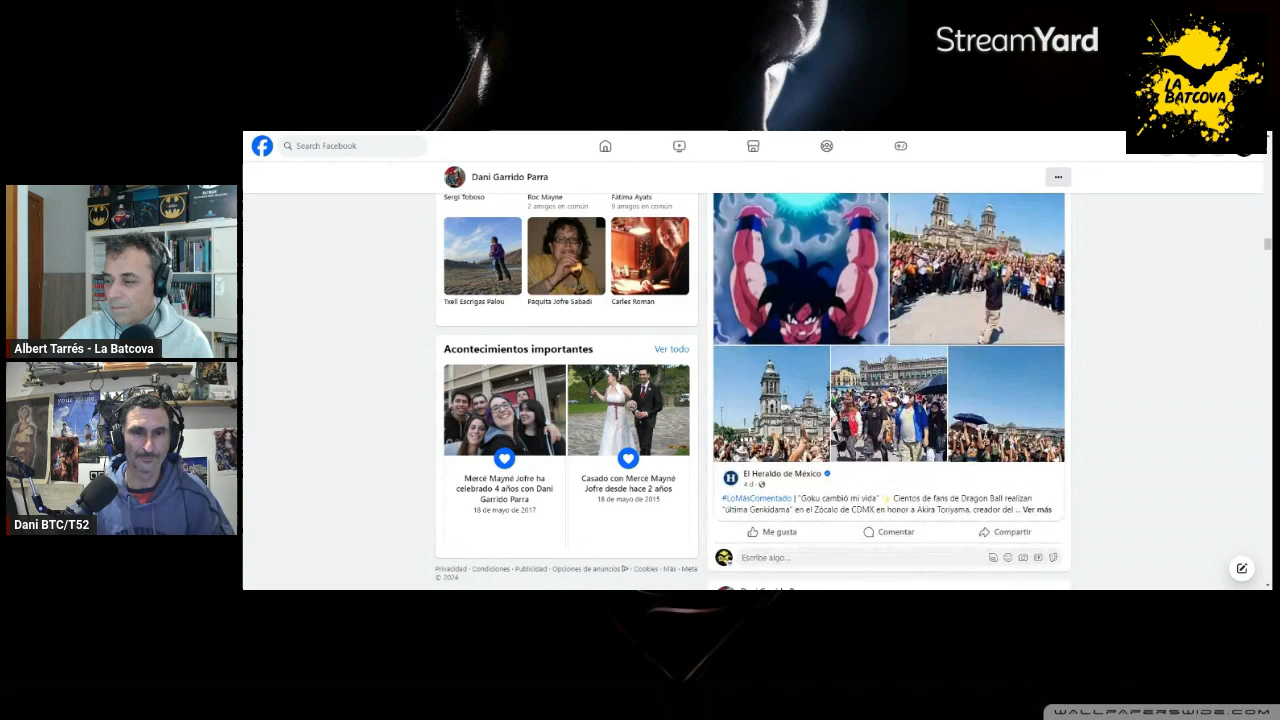 StreamYard
LA
BATCOVA
Search Facebook
Dani Garrido Parra
Sergi Toboso
Roc Mayne
2 amigos en común
Fátima Ayats
9 amigos en común
Txell Escrigas Palou
Paquita Jofre Sabadi
Carles Roman
Acontecimientos importantes
Ver todo
Mercé Mayné Jofre ha
celebrado 4 años con Dani
Garrido Parra
18 de mayo de 2017
Casado con Mercé Mayné
Jofre desde hace 2 años
18 de mayo de 2015
Privacidad · Condiciones · Publicidad · Opciones de anuncios · Cookies · Más · Meta
© 2024
El Heraldo de México
4 d ·
#LoMásComentado | "Goku cambió mi vida" ✨ Cientos de fans de Dragon Ball realizan
"última Genkidama" en el Zócalo de CDMX en honor a Akira Toriyama, creador del ... Ver más
Me gusta
Comentar
Compartir
Escribe algo...
Albert Tarrés - La Batcova
Dani BTC/T52
WALLPAPERSWIDE.COM